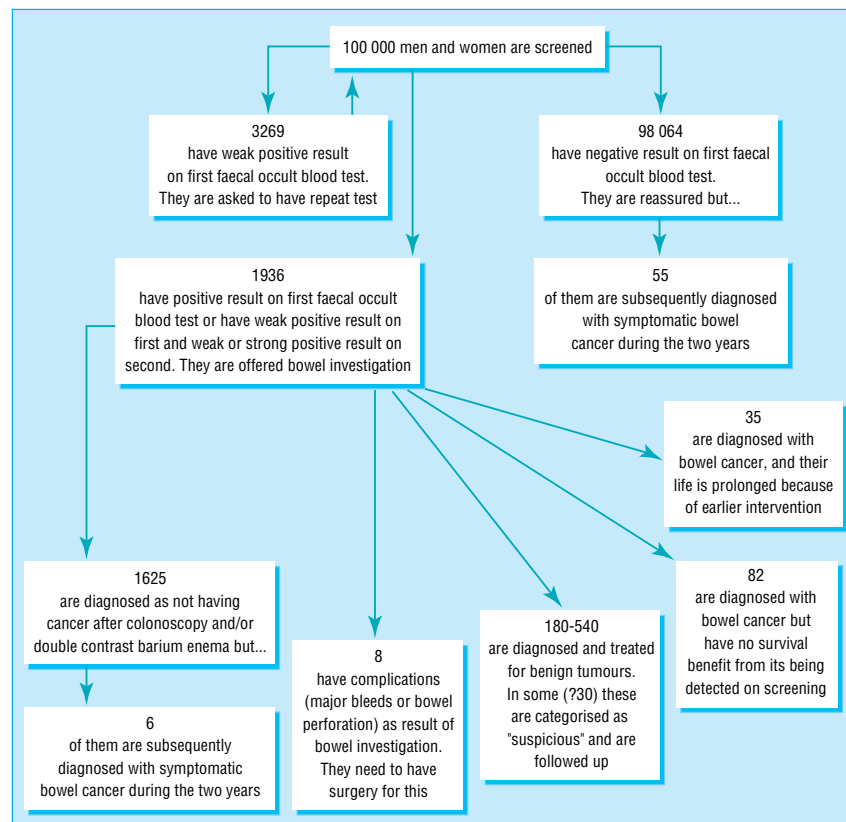 100 000 men and women are screened
3269
have weak positive result
on first faecal occult blood test.
They are asked to have repeat test
98 064
have negative result on first faecal
occult blood test.
They are reassured but...
1936
have positive result on first faecal occult
blood test or have weak positive result on
first and weak or strong positive result on
second. They are offered bowel investigation
55
of them are subsequently diagnosed
with symptomatic bowel
cancer during the two years
35
are diagnosed with
bowel cancer, and their
life is prolonged because
of earlier intervention
1625
are diagnosed as not having
cancer after colonoscopy and/or
double contrast barium enema but...
6
of them are subsequently
diagnosed with symptomatic
bowel cancer during the two years
8
have complications
(major bleeds or bowel
perforation) as result of
bowel investigation.
They need to have
surgery for this
180-540
are diagnosed and treated
for benign tumours.
In some (?30) these
are categorised as
"suspicious" and are
followed up
82
are diagnosed with
bowel cancer but
have no survival
benefit from its being
detected on screening